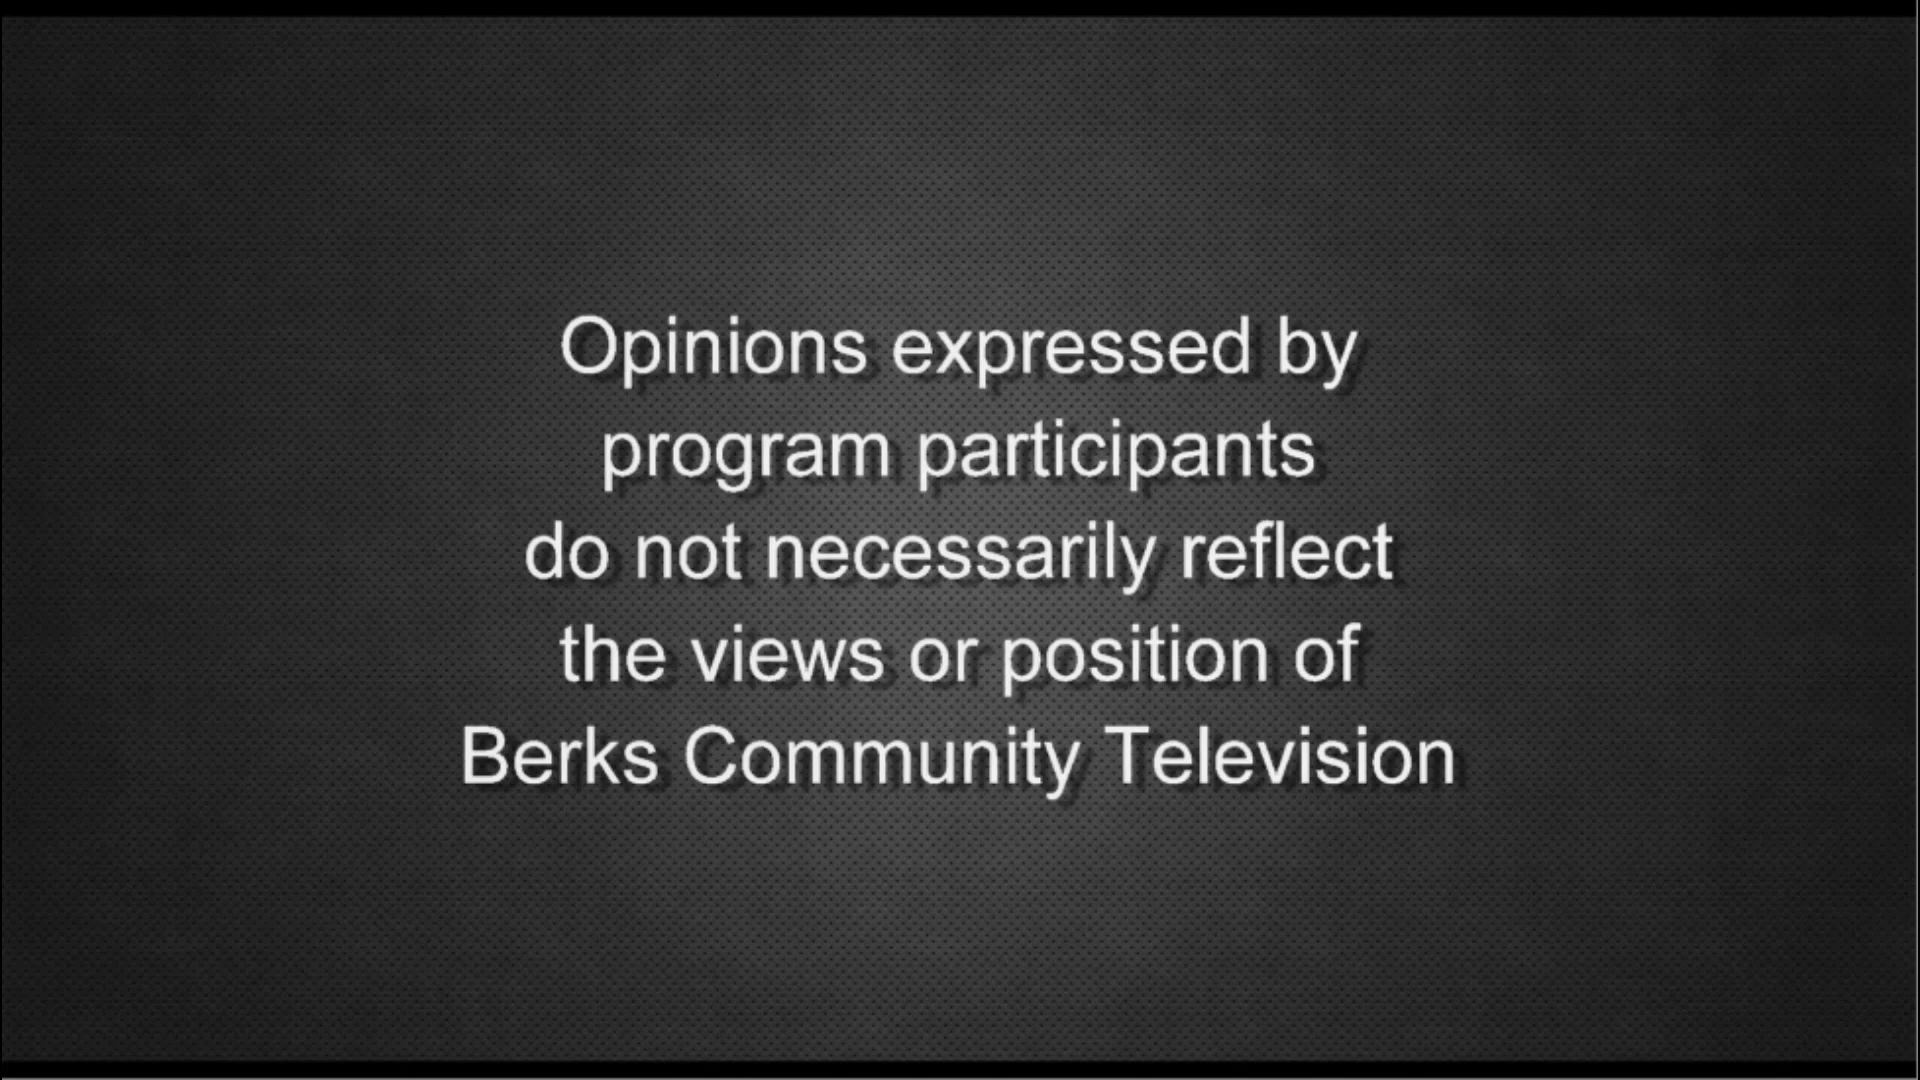 Opinions expressed by
program participants
do not necessarily reflect
the views or position of
Berks Community Television